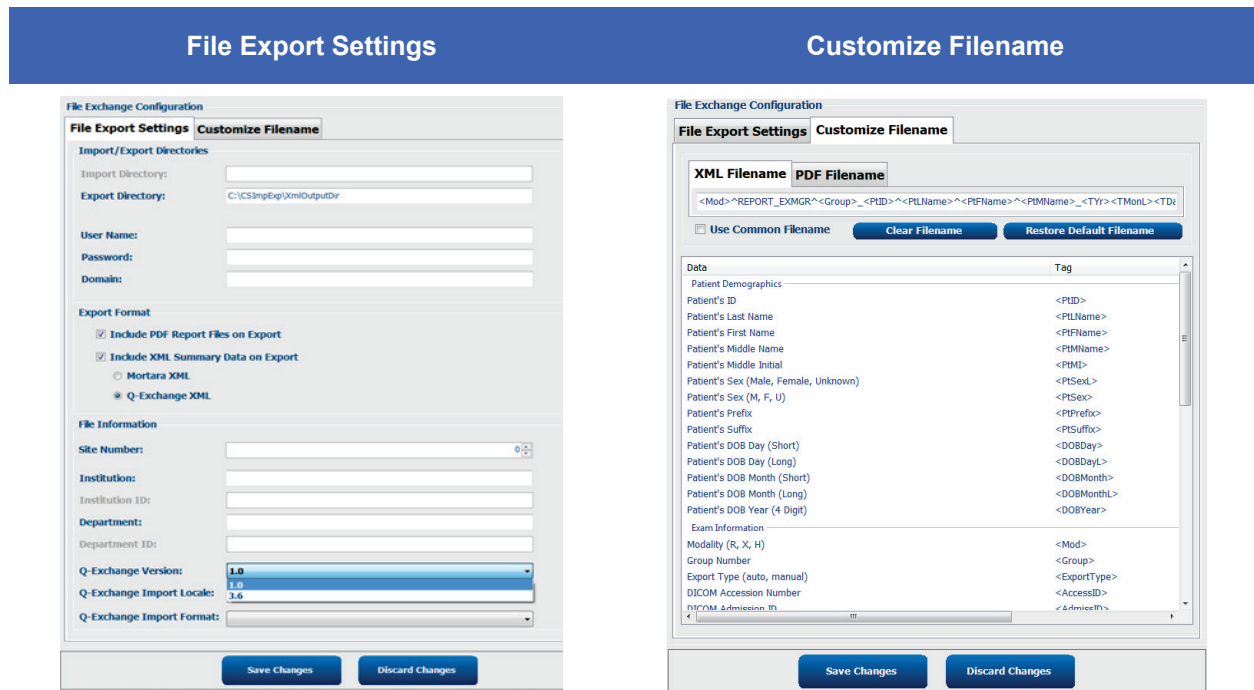 File Export Settings
Customize Filename
File Exchange Configuration
File Export Settings Customize Filename
Import/Export Directories
Import Directory:
Export Directory: C:\CSImpExp\XmlOutputDir
User Name:
Password:
Domain:
Export Format
Include PDF Report Files on Export
Include XML Summary Data on Export
Mortara XML
Q-Exchange XML
File Information
Site Number: 0
Institution:
Institution ID:
Department:
Department ID:
Q-Exchange Version: 1.0
1.0
Q-Exchange Import Locale: 3.6
Q-Exchange Import Format:
Save Changes Discard Changes
File Exchange Configuration
File Export Settings Customize Filename
XML Filename PDF Filename
<Mod>^REPORT_EXMGR^<Group>_<PtID>^<PtLName>^<PtFName>^<PtMName>_<TYr><TMonL><TDa
Use Common Filename Clear Filename Restore Default Filename
Data Tag
Patient Demographics
Patient's ID <PtID>
Patient's Last Name <PtLName>
Patient's First Name <PtFName>
Patient's Middle Name <PtMName>
Patient's Middle Initial <PtMI>
Patient's Sex (Male, Female, Unknown) <PtSexL>
Patient's Sex (M, F, U) <PtSex>
Patient's Prefix <PtPrefix>
Patient's Suffix <PtSuffix>
Patient's DOB Day (Short) <DOBDay>
Patient's DOB Day (Long) <DOBDayL>
Patient's DOB Month (Short) <DOBMonth>
Patient's DOB Month (Long) <DOBMonthL>
Patient's DOB Year (4 Digit) <DOBYear>
Exam Information
Modality (R, X, H) <Mod>
Group Number <Group>
Export Type (auto, manual) <ExportType>
DICOM Accession Number <AccessID>
DICOM Admission ID <AdmissID>
Save Changes Discard Changes